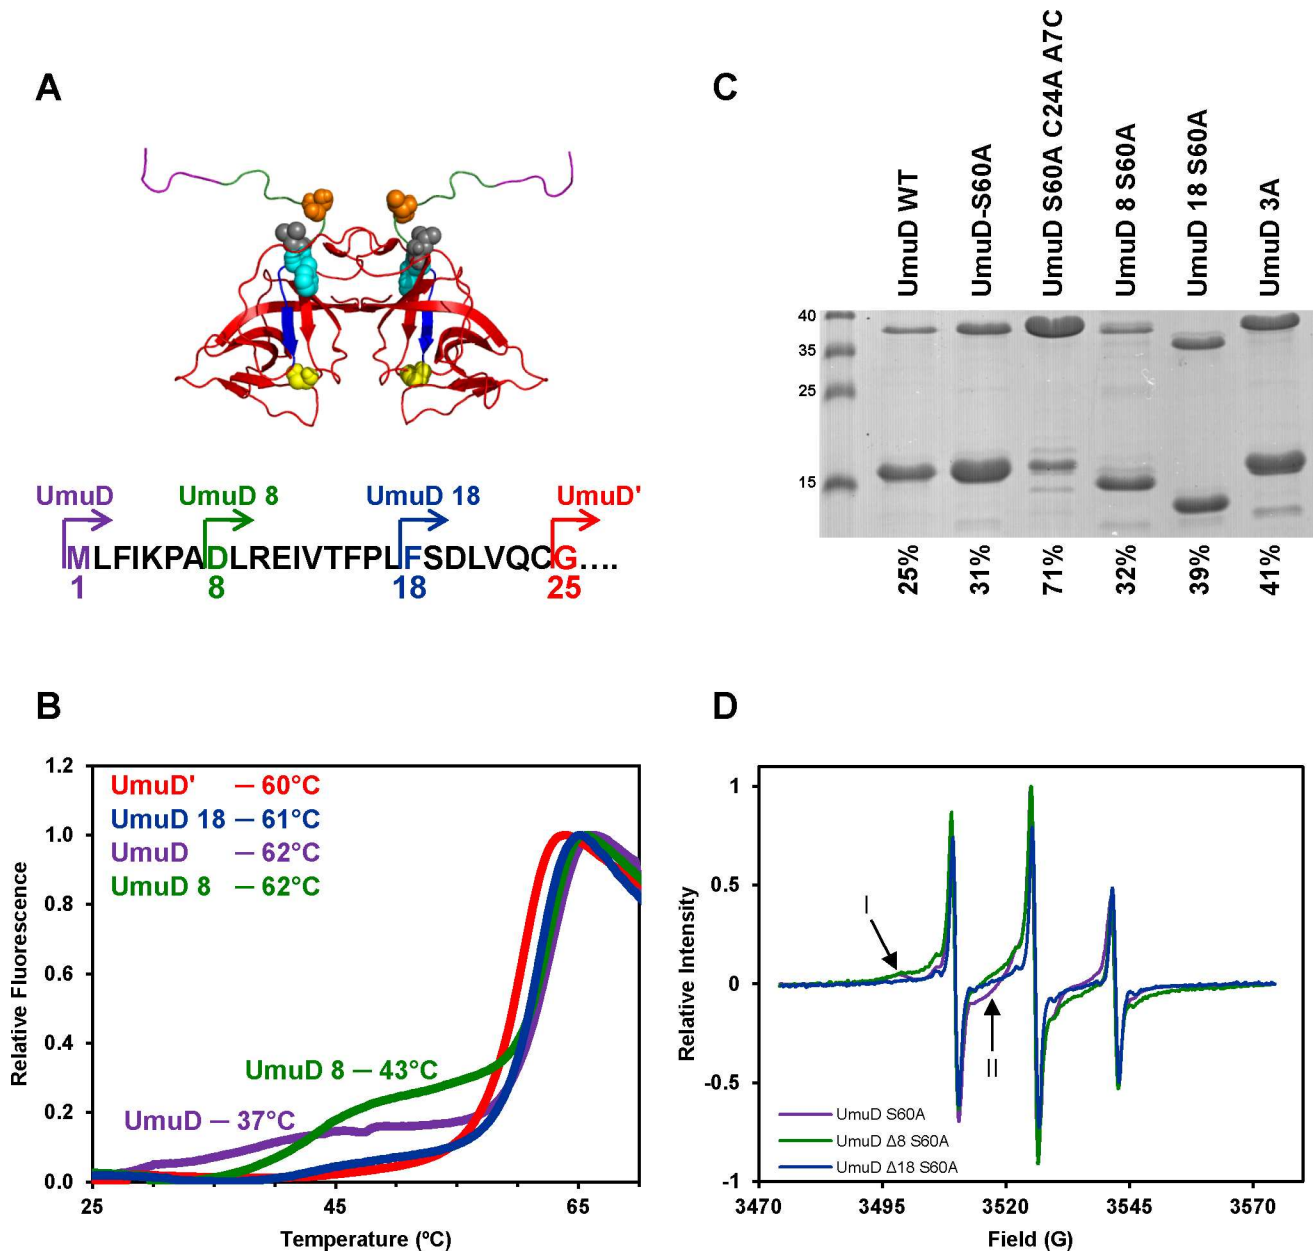 A
UmuD UmuD 8 UmuD 18 UmuD'
MLFIKPADLREIVTFPLFSDLVQCG....
1 8 18 25
C
UmuD WT
UmuD-S60A
UmuD S60A C24A A7C
UmuD 8 S60A
UmuD 18 S60A
UmuD 3A
40
35
25
15
25% 31% 71% 32% 39% 41%
B
Relative Fluorescence
1.2
1.0
0.8
0.6
0.4
0.2
0.0
UmuD' — 60°C
UmuD 18 — 61°C
UmuD — 62°C
UmuD 8 — 62°C
UmuD 8 — 43°C
UmuD — 37°C
25 45 65
Temperature (ºC)
D
Relative Intensity
1
0.5
0
-0.5
-1
I
II
UmuD S60A
UmuD Δ8 S60A
UmuD Δ18 S60A
3470 3495 3520 3545 3570
Field (G)